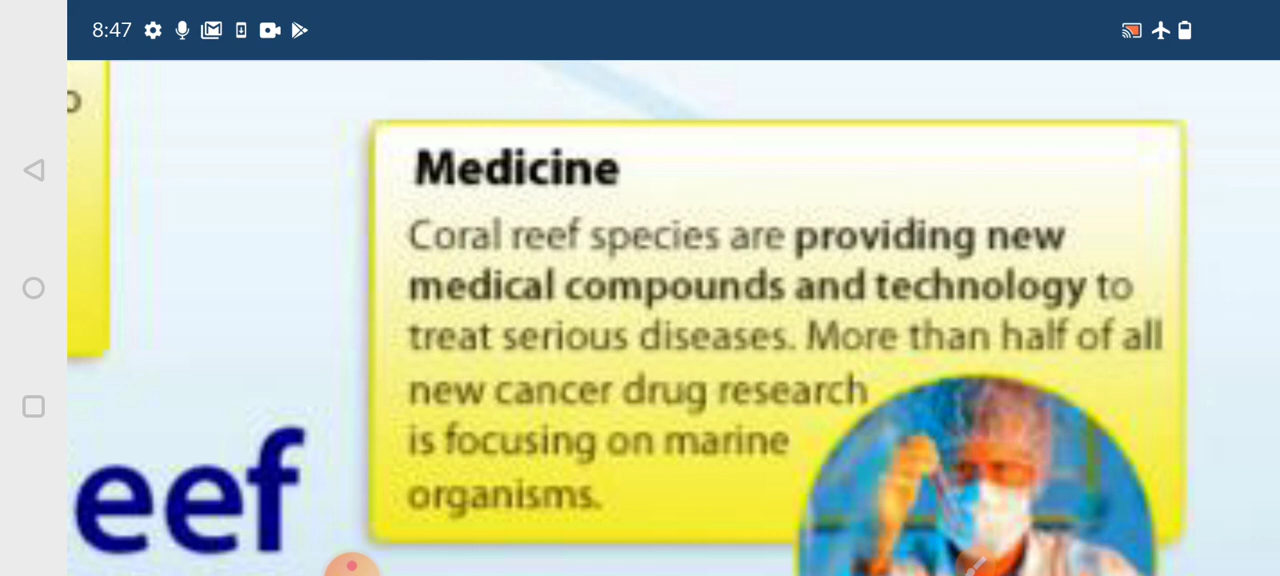 8:47
Medicine
Coral reef species are providing new
medical compounds and technology to
treat serious diseases. More than half of all
new cancer drug research
is focusing on marine
organisms.
eef